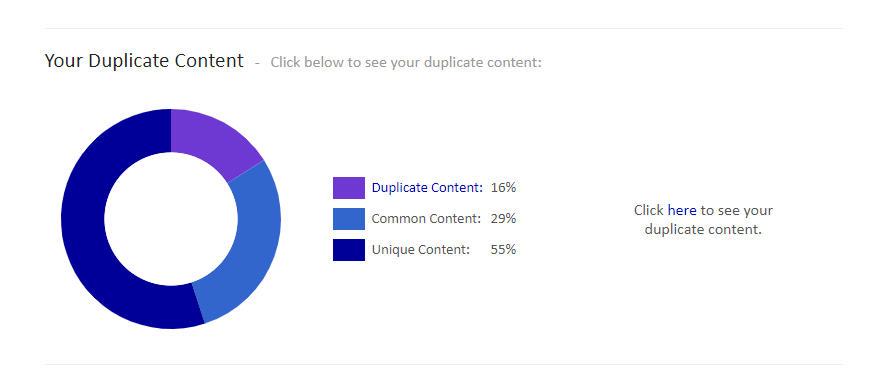 Your Duplicate Content - Click below to see your duplicate content:
Duplicate Content: 16%
Common Content: 29%
Unique Content: 55%
Click here to see your
duplicate content.